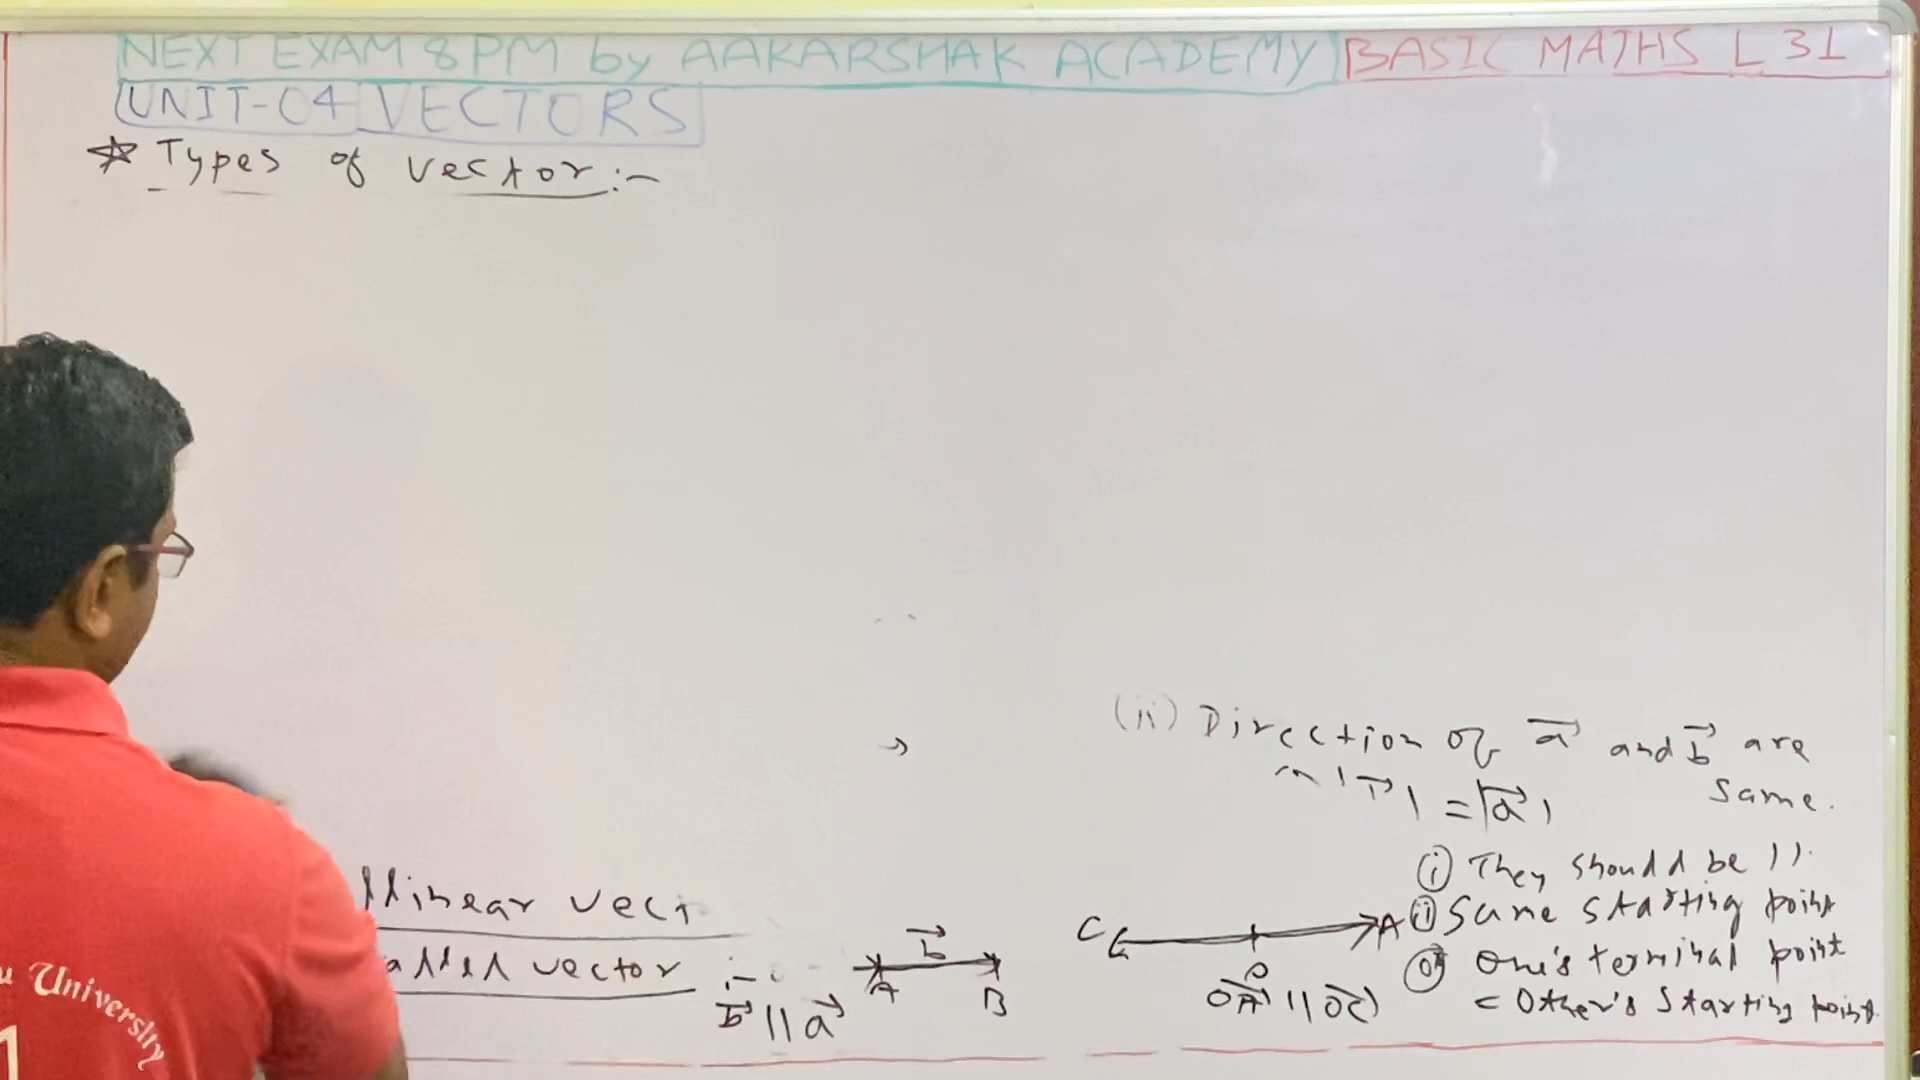 NEXT EXAM 8PM by AAKARSHAK ACADEMY BASIC MATHS L 31
UNIT-04 VECTORS
☆ Types of vector:-
(ii) Direction of a⃗ and b⃗ are
same.
| = |a⃗|
llinear vect
allel vector :-
b⃗ || a⃗
b⃗
A B
C O A
OA⃗ || OC⃗
(i) They should be ||.
(ii) Same starting point
or One's terminal point
= Other's starting point.
University